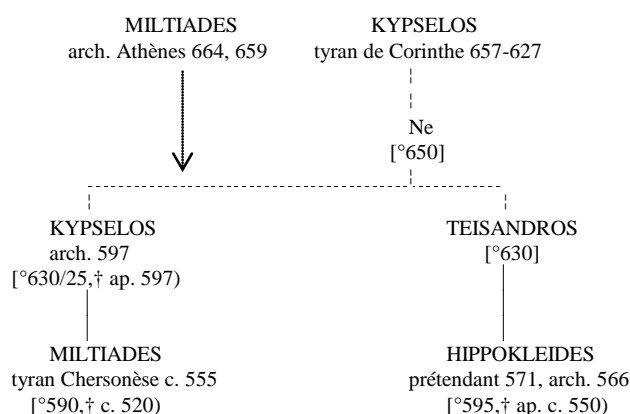 MILTIADES
arch. Athènes 664, 659
KYPSELOS
tyran de Corinthe 657-627
Ne
[°650]
KYPSELOS
arch. 597
[°630/25,† ap. 597)
TEISANDROS
[°630]
MILTIADES
tyran Chersonèse c. 555
[°590,† c. 520)
HIPPOKLEIDES
prétendant 571, arch. 566
[°595,† ap. c. 550)